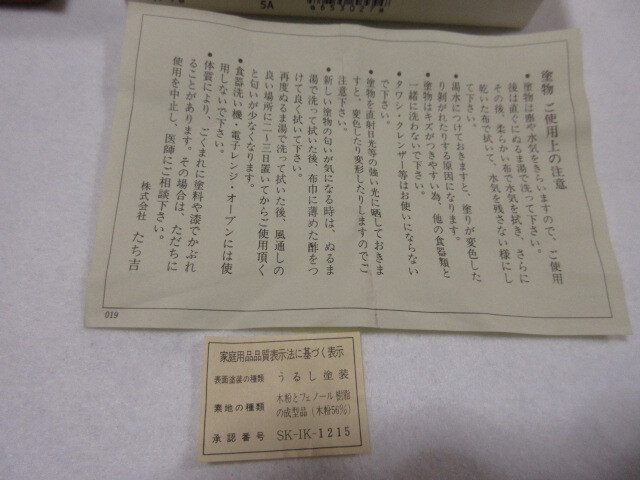 5A
塗物 ご使用上の注意
●塗物は塵や水気をきらいますので、ご使用
後は直ぐにぬるま湯で洗って下さい。
その後、柔らかい布で水気を拭き、さらに
乾いた布で拭いて、水気を残さない様にし
て下さい。
●湯水につけておきますと、塗りが変色した
り剥がれたりする原因になります。
●塗物はキズがつきやすい為、他の食器類と
一緒に洗わないで下さい。
●タワシ・クレンザー等はお使いにならない
で下さい。
●塗物を直射日光等の強い光に晒しておきま
すと、変色したり変形したりしますのでご
注意下さい。
●新しい塗物の匂いが気になる時は、ぬるま
湯で洗って拭いた後、布巾に薄めた酢をつ
けて良く拭いて下さい。
再度ぬるま湯で洗って拭いた後、風通しの
良い場所に二～三日置いてからご使用頂く
と匂いが少なくなります。
●食器洗い機・電子レンジ・オーブンには使
用しないで下さい。
●体質により、ごくまれに塗料や漆でかぶれ
ることがあります。その場合は、ただちに
使用を中止し、医師にご相談下さい。
株式会社 たち吉
019
家庭用品品質表示法に基づく表示
表面塗装の種類 うるし塗装
素地の種類 木粉とフェノール樹脂
の成型品(木粉56%)
承認番号 SK-IK-1215